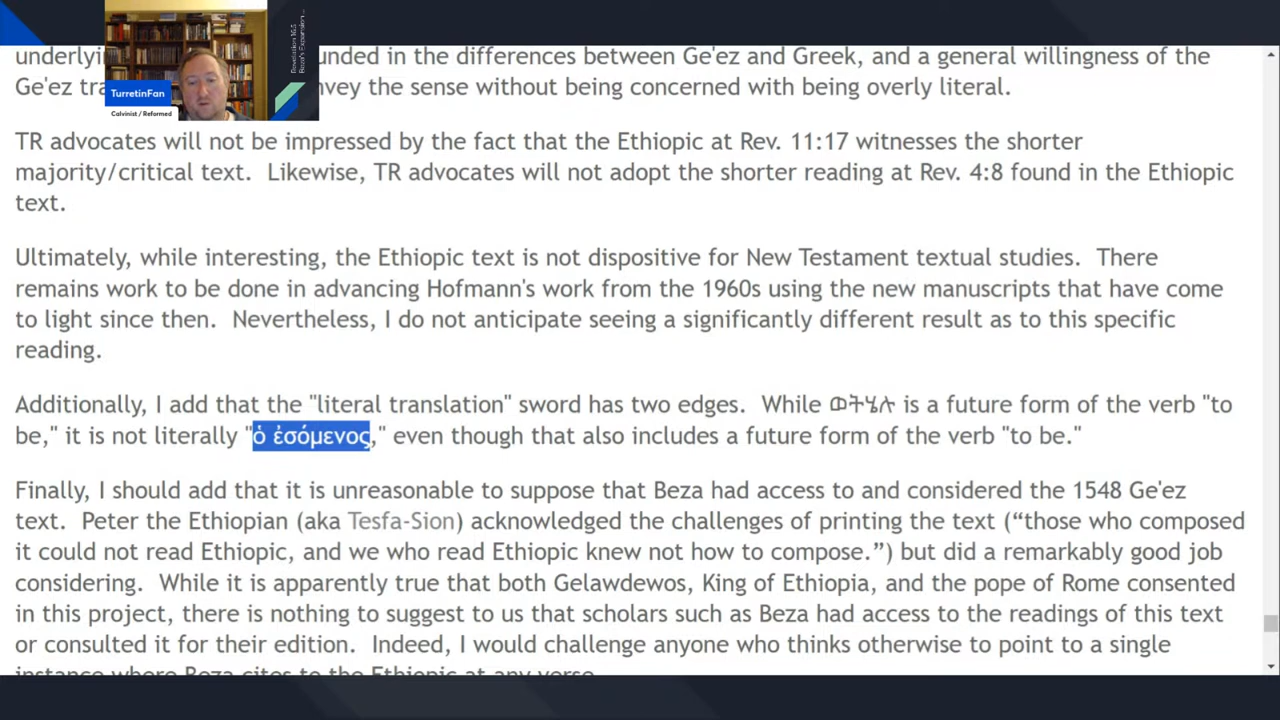 underlying unded in the differences between Ge'ez and Greek, and a general willingness of the
Ge'ez nvey the sense without being concerned with being overly literal.
Revelation 16:5
TurretinFan
Calvinist / Reformed
TR advocates will not be impressed by the fact that the Ethiopic at Rev. 11:17 witnesses the shorter
majority/critical text. Likewise, TR advocates will not adopt the shorter reading at Rev. 4:8 found in the Ethiopic
text.
Ultimately, while interesting, the Ethiopic text is not dispositive for New Testament textual studies. There
remains work to be done in advancing Hofmann's work from the 1960s using the new manuscripts that have come
to light since then. Nevertheless, I do not anticipate seeing a significantly different result as to this specific
reading.
Additionally, I add that the "literal translation" sword has two edges. While ወትሄሉ is a future form of the verb "to
be," it is not literally "ὁ ἐσόμενος," even though that also includes a future form of the verb "to be."
Finally, I should add that it is unreasonable to suppose that Beza had access to and considered the 1548 Ge'ez
text. Peter the Ethiopian (aka Tesfa-Sion) acknowledged the challenges of printing the text (“those who composed
it could not read Ethiopic, and we who read Ethiopic knew not how to compose.”) but did a remarkably good job
considering. While it is apparently true that both Gelawdewos, King of Ethiopia, and the pope of Rome consented
in this project, there is nothing to suggest to us that scholars such as Beza had access to the readings of this text
or consulted it for their edition. Indeed, I would challenge anyone who thinks otherwise to point to a single
instance where Beza cites to the Ethiopic at any verse.